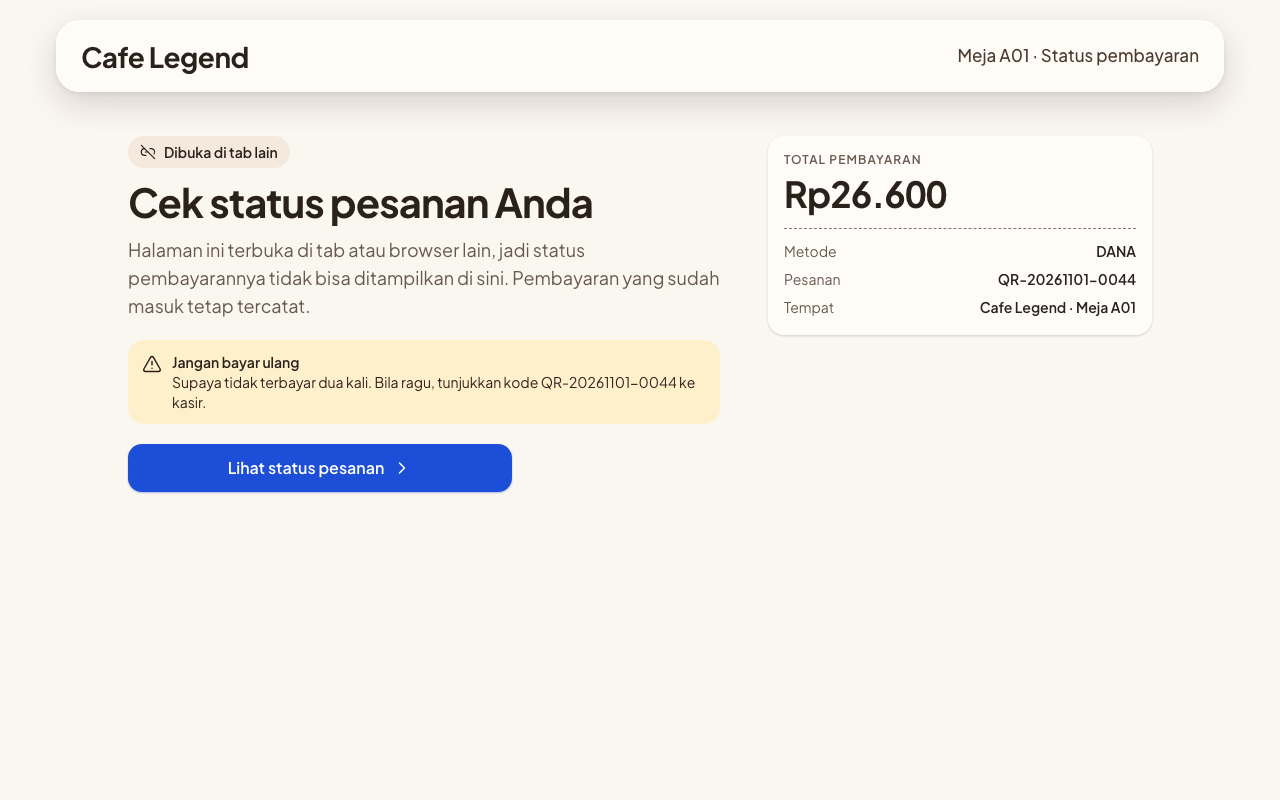 Cafe Legend
Meja A01 · Status pembayaran
Dibuka di tab lain
Cek status pesanan Anda
Halaman ini terbuka di tab atau browser lain, jadi status
pembayarannya tidak bisa ditampilkan di sini. Pembayaran yang sudah
masuk tetap tercatat.
Jangan bayar ulang
Supaya tidak terbayar dua kali. Bila ragu, tunjukkan kode QR-20261101-0044 ke
kasir.
Lihat status pesanan
TOTAL PEMBAYARAN
Rp26.600
Metode DANA
Pesanan QR-20261101-0044
Tempat Cafe Legend · Meja A01